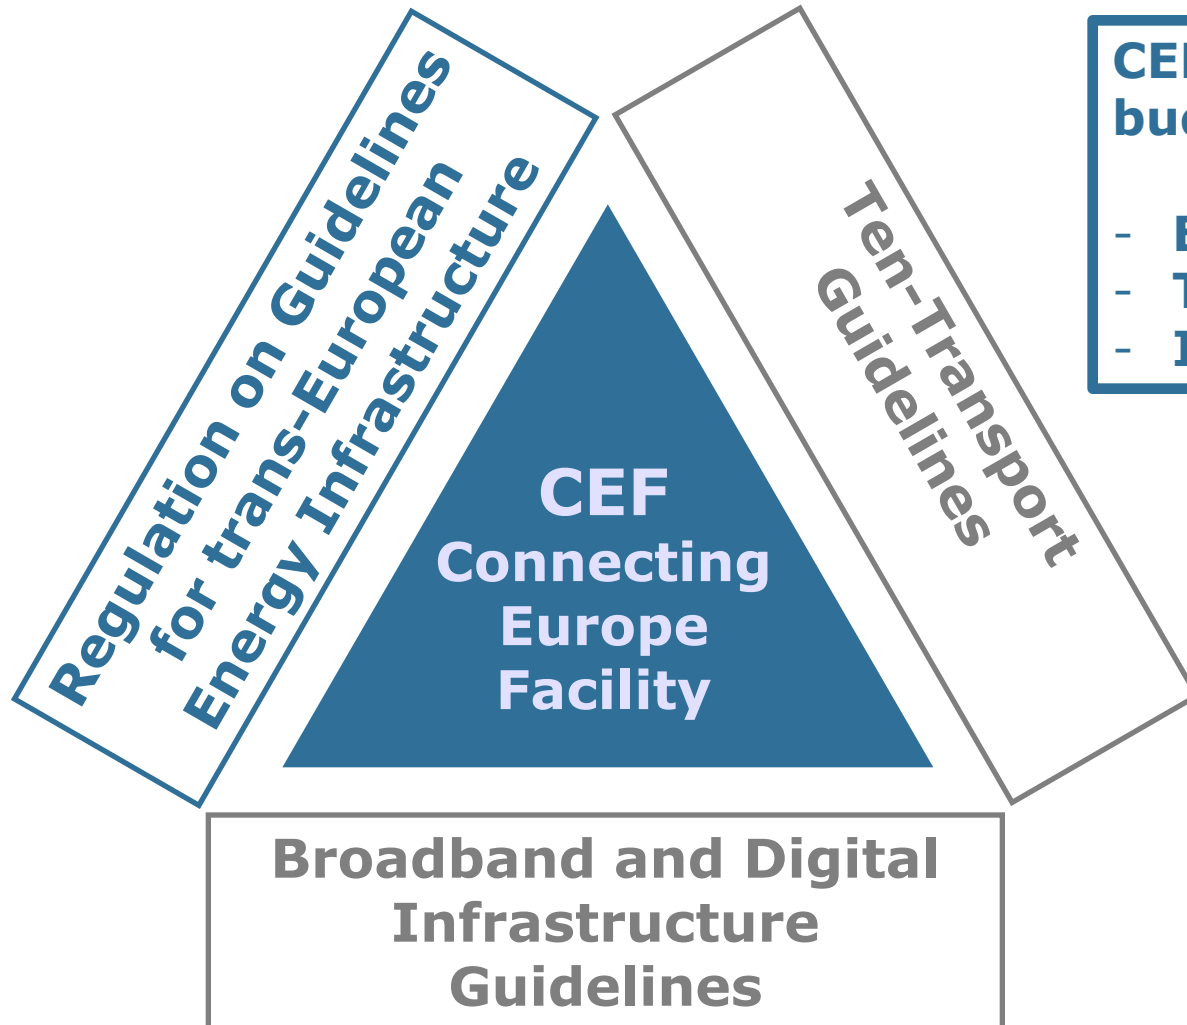 Regulation on Guidelines
for trans-European
Energy Infrastructure
Ten-Transport
Guidelines
CEF
Connecting
Europe
Facility
Broadband and Digital
Infrastructure
Guidelines
-
-
-